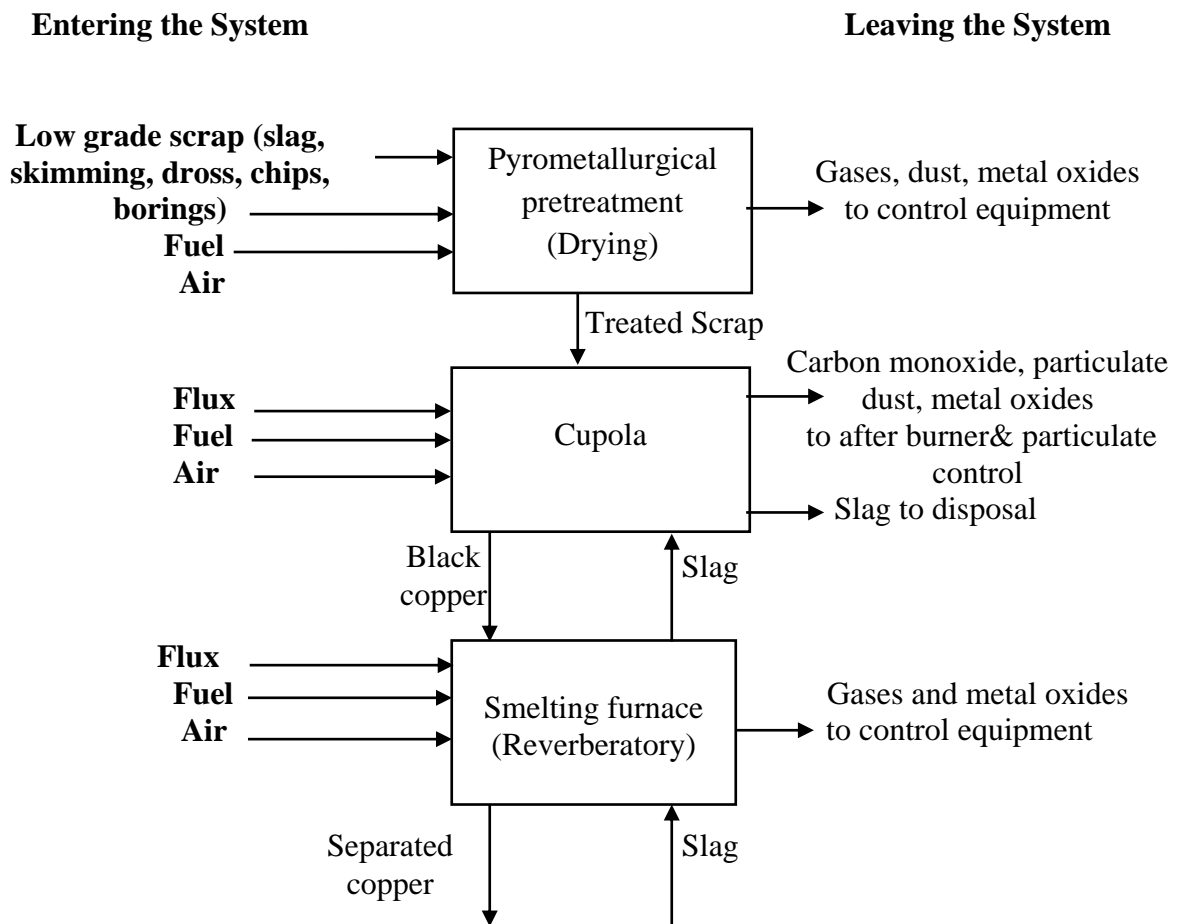 Entering the System
Leaving the System
Low grade scrap (slag,
skimming, dross, chips,
borings)
Fuel
Air
Pyrometallurgical
pretreatment
(Drying)
Gases, dust, metal oxides
to control equipment
Treated Scrap
Flux
Fuel
Air
Cupola
Carbon monoxide, particulate
dust, metal oxides
to after burner& particulate
control
Slag to disposal
Black
copper
Slag
Flux
Fuel
Air
Smelting furnace
(Reverberatory)
Gases and metal oxides
to control equipment
Separated
copper
Slag